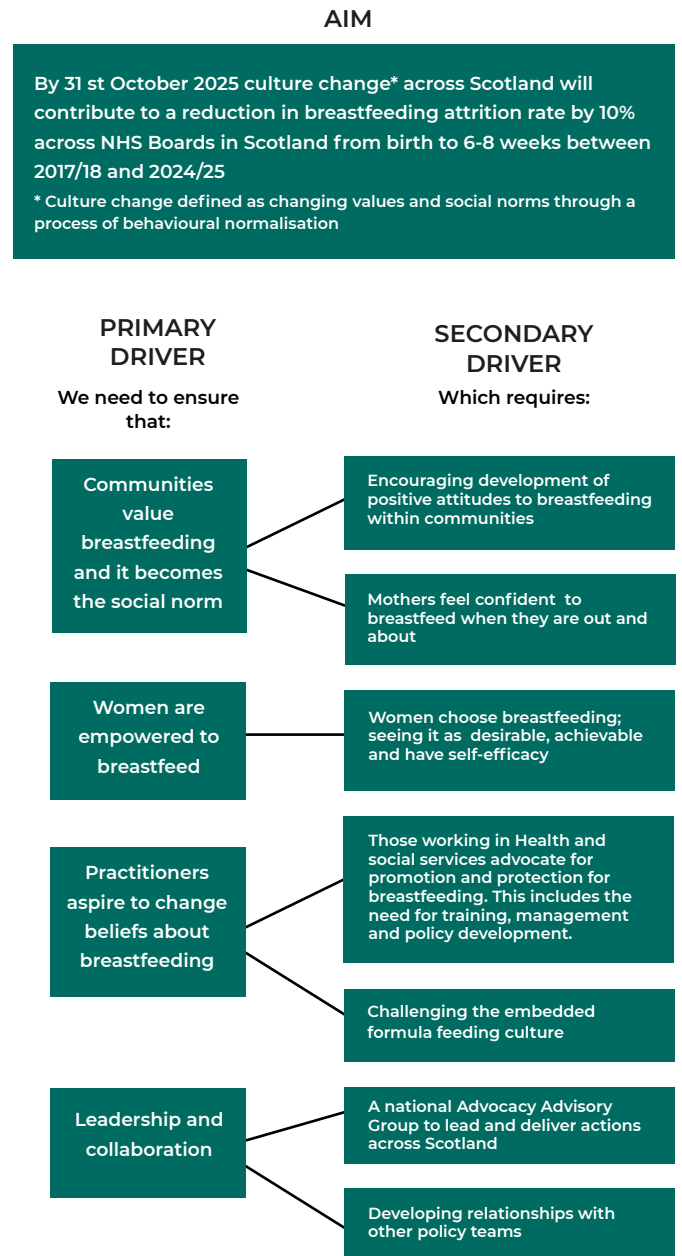 AIM
By 31 st October 2025 culture change* across Scotland will
contribute to a reduction in breastfeeding attrition rate by 10%
across NHS Boards in Scotland from birth to 6-8 weeks between
2017/18 and 2024/25
* Culture change defined as changing values and social norms through a
process of behavioural normalisation
PRIMARY
DRIVER
We need to ensure
that:
SECONDARY
DRIVER
Which requires:
Communities
value
breastfeeding
and it becomes
the social norm
Encouraging development of
positive attitudes to breastfeeding
within communities
Mothers feel confident to
breastfeed when they are out and
about
Women are
empowered to
breastfeed
Women choose breastfeeding;
seeing it as desirable, achievable
and have self-efficacy
Practitioners
aspire to change
beliefs about
breastfeeding
Those working in Health and
social services advocate for
promotion and protection for
breastfeeding. This includes the
need for training, management
and policy development.
Challenging the embedded
formula feeding culture
Leadership and
collaboration
A national Advocacy Advisory
Group to lead and deliver actions
across Scotland
Developing relationships with
other policy teams